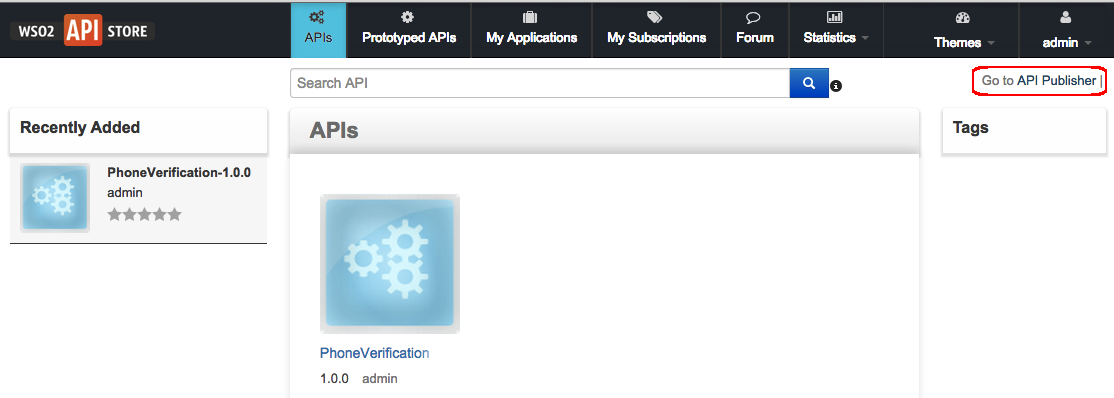 WSO2 API STORE
APIs
Prototyped APIs
My Applications
My Subscriptions
Forum
Statistics
Themes
admin
Search API
Go to API Publisher |
Recently Added
PhoneVerification-1.0.0
admin
APIs
PhoneVerification
1.0.0 admin
Tags